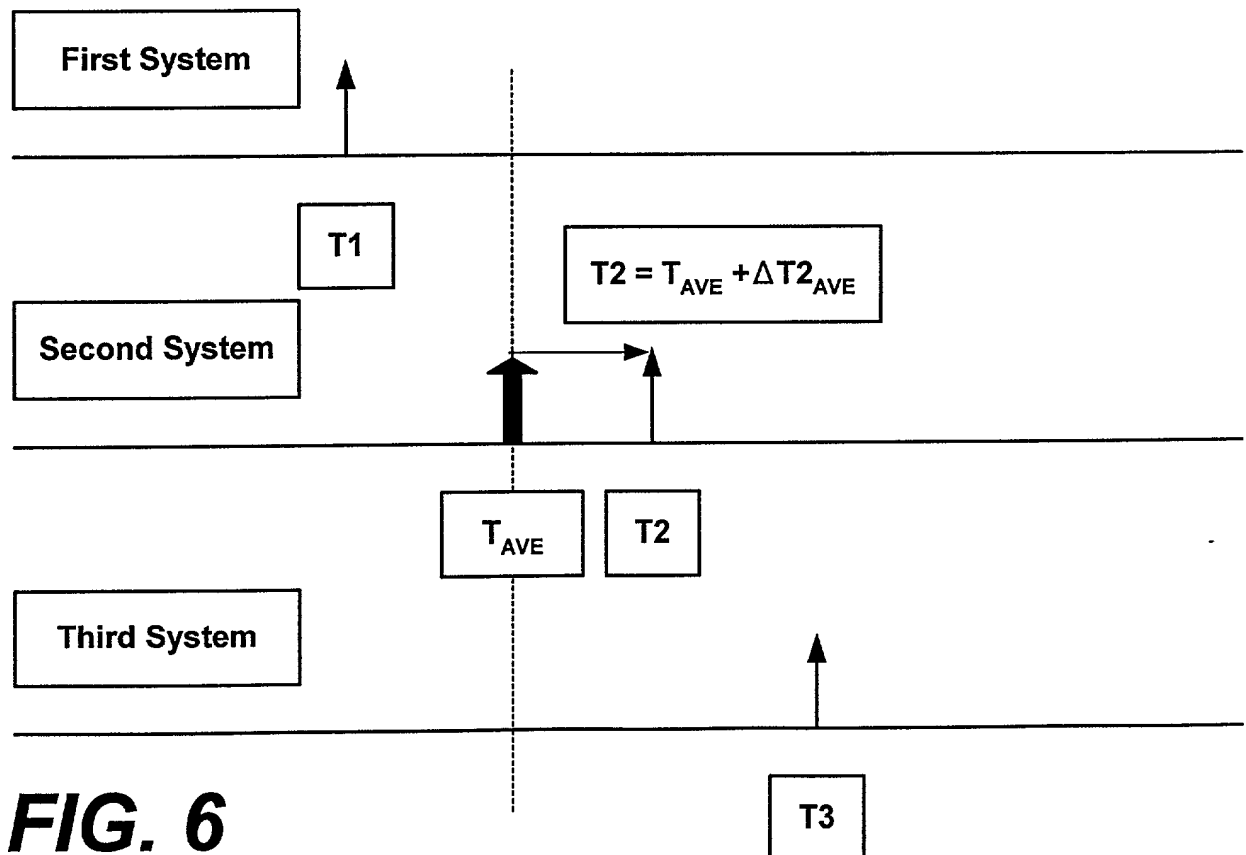 First System
T1
T2 = T_AVE + ΔT2_AVE
Second System
T_AVE
T2
Third System
T3
FIG. 6